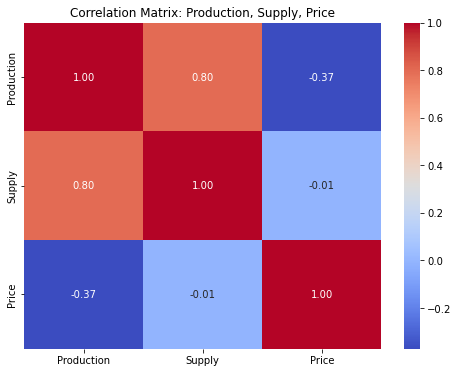 Correlation Matrix: Production, Supply, Price
Production
1.00
0.80
-0.37
Supply
0.80
1.00
-0.01
Price
-0.37
-0.01
1.00
Production
Supply
Price
1.0
0.8
0.6
0.4
0.2
0.0
−0.2